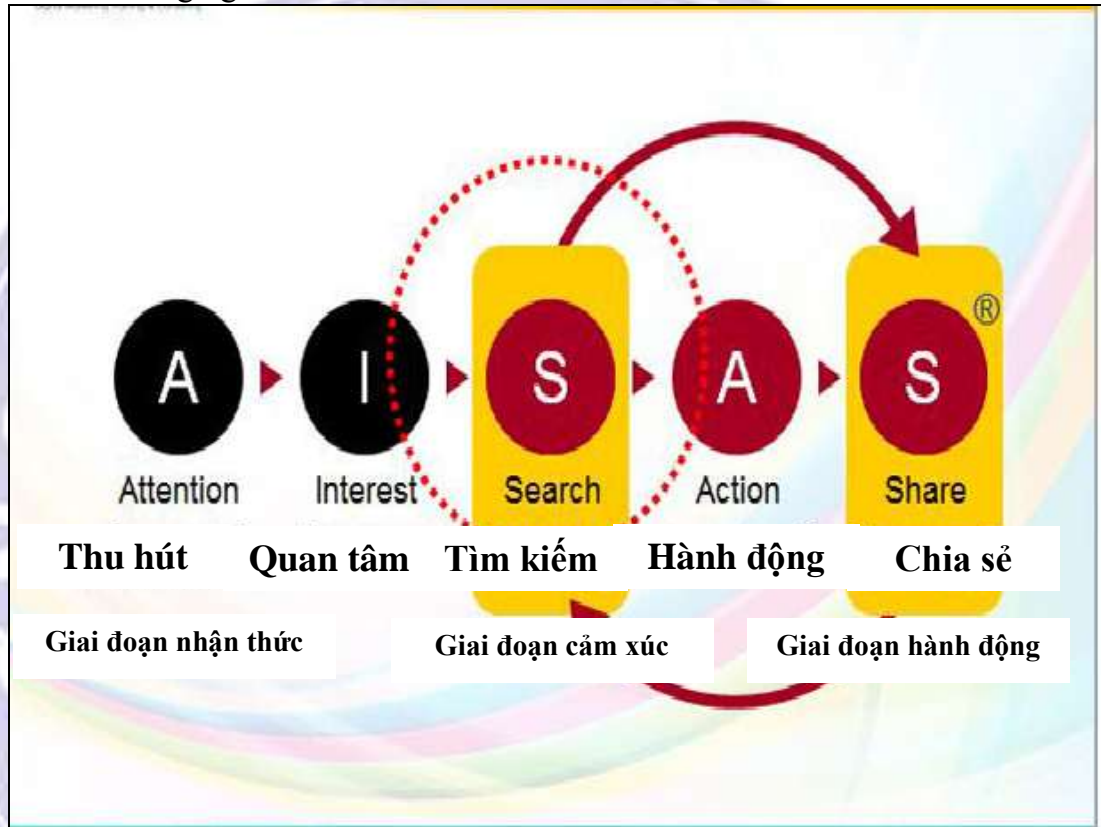 A I S A S ®
Attention Interest Search Action Share
Thu hút Quan tâm Tìm kiếm Hành động Chia sẻ
Giai đoạn nhận thức Giai đoạn cảm xúc Giai đoạn hành động